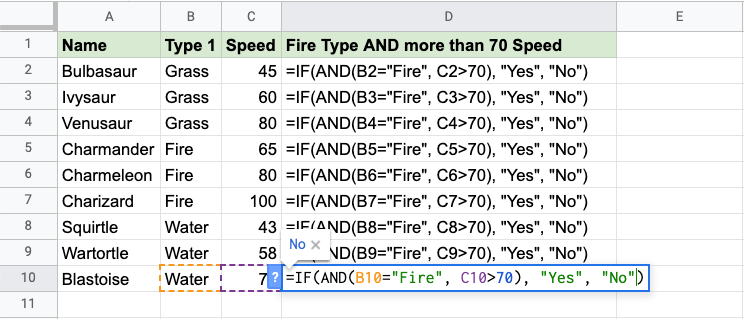 A B C D E
1 Name Type 1 Speed Fire Type AND more than 70 Speed
2 Bulbasaur Grass 45 =IF(AND(B2="Fire", C2>70), "Yes", "No")
3 Ivysaur Grass 60 =IF(AND(B3="Fire", C3>70), "Yes", "No")
4 Venusaur Grass 80 =IF(AND(B4="Fire", C4>70), "Yes", "No")
5 Charmander Fire 65 =IF(AND(B5="Fire", C5>70), "Yes", "No")
6 Charmeleon Fire 80 =IF(AND(B6="Fire", C6>70), "Yes", "No")
7 Charizard Fire 100 =IF(AND(B7="Fire", C7>70), "Yes", "No")
8 Squirtle Water 43 =IF(AND(B8="Fire", C8>70), "Yes", "No")
No ×
9 Wartortle Water 58 =IF(AND(B9="Fire", C9>70), "Yes", "No")
10 Blastoise Water 7 ? =IF(AND(B10="Fire", C10>70), "Yes", "No")
11